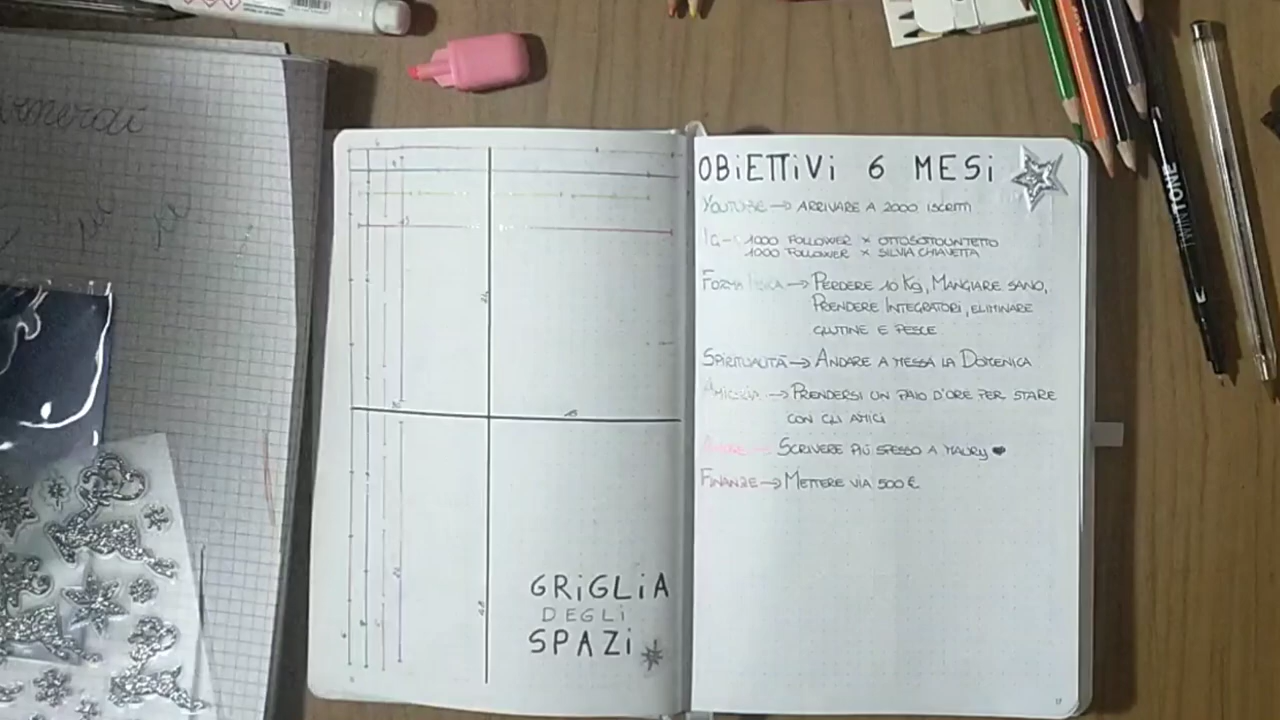 GRiGLiA
DEGLi
SPAZi
OBiETTiVi 6 MESi
YOUTUBE → ARRIVARE A 2000 ISCRITTI
IG → 1000 FOLLOWER × OTTOSOTTOUNTETTO
1000 FOLLOWER × SILVIA CHIAVETTA
FORMA FISICA → PERDERE 10 Kg, MANGIARE SANO,
PRENDERE INTEGRATORI, ELIMINARE
GLUTINE E PESCE
SPIRITUALITÀ → ANDARE A MESSA LA DOMENICA
AMICIZIA → PRENDERSI UN PAIO D'ORE PER STARE
CON GLI AMICI
AMORE → SCRIVERE PIÙ SPESSO A MAURY ♥
FINANZE → METTERE VIA 500 €